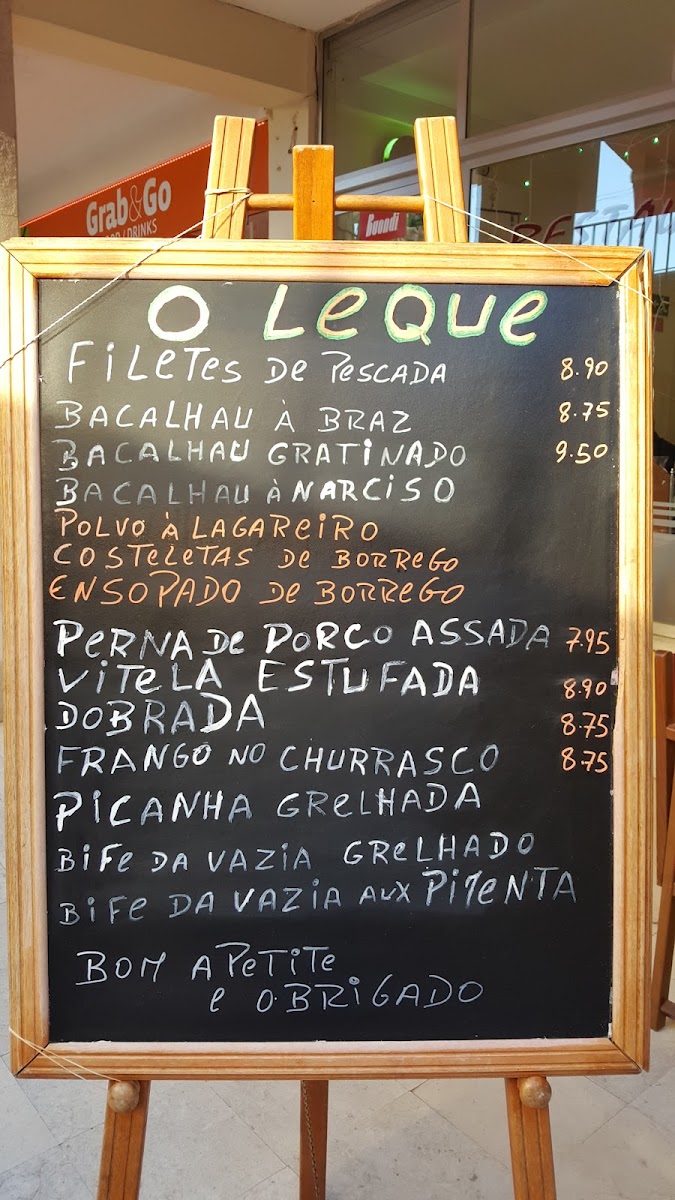 Grab&Go
/ DRINKS
Buondi
O LeQUe
FiLeTes De PesCADA 8.90
BACALHAU À BRAZ 8.75
BACALHAU GRATINADO 9.50
BACALHAU À NARCISO
POLVO À LAGAReiRO
COSTeLeTAS De BORReGO
ENSOPADO De BORReGO
PeRNA De PORCO ASSADA 7.95
ViTeLA ESTUFADA 8.90
DOBRADA 8.75
FRANGO NO CHURRASCO 8.75
PiCANHA GReLHADA
BiFe DA VAZiA GReLHADO
BiFe DA VAZIA AUX PiMeNTA
BOM APeTiTe
e OBRiGADO